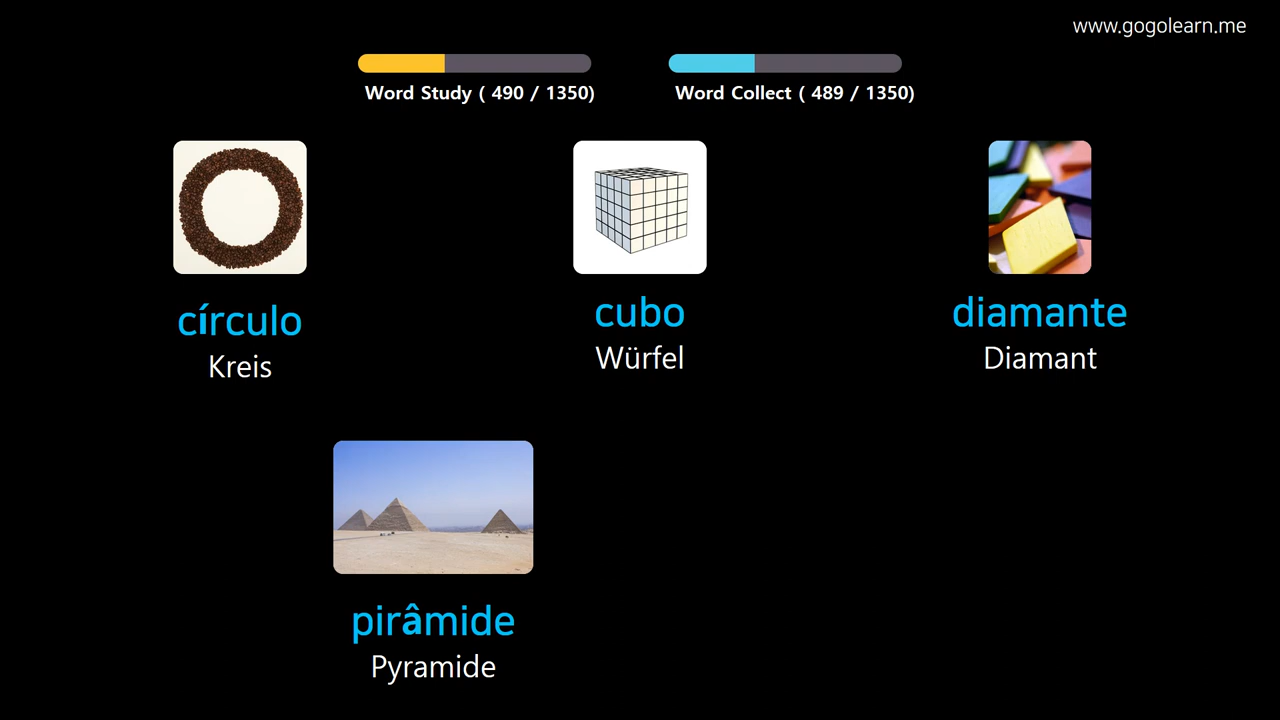 www.gogolearn.me
Word Study ( 490 / 1350)
Word Collect ( 489 / 1350)
círculo
Kreis
cubo
Würfel
diamante
Diamant
pirâmide
Pyramide